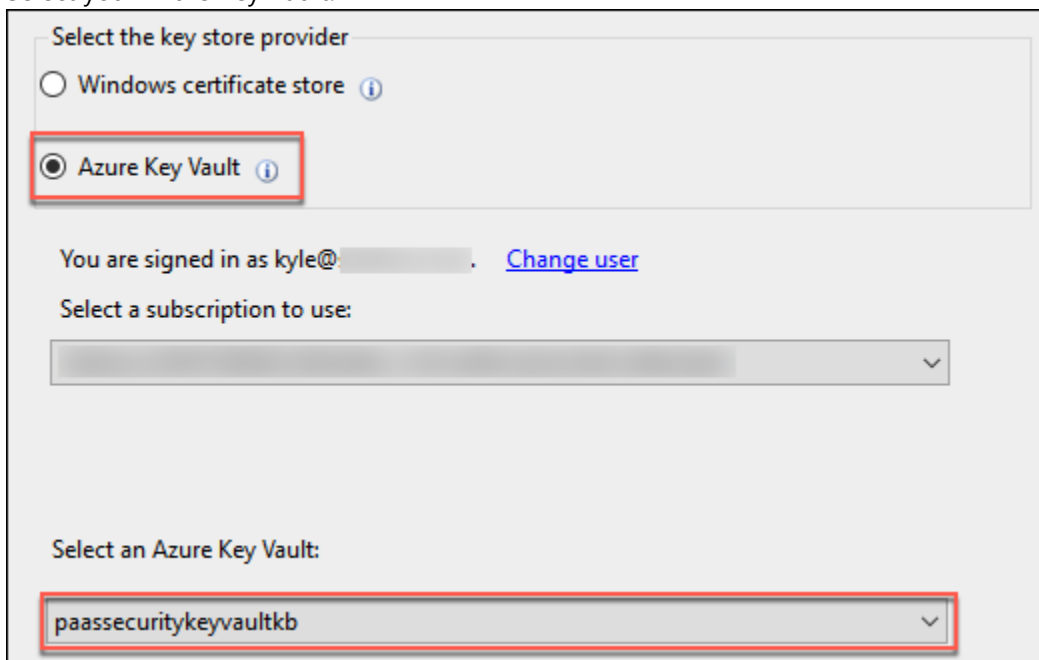 Select the key store provider
Windows certificate store
Azure Key Vault
You are signed in as kyle@ . Change user
Select a subscription to use:
Select an Azure Key Vault:
paassecuritykeyvaultkb